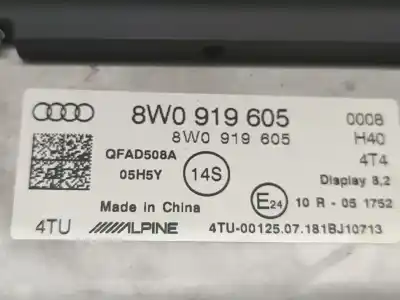 8W0 919 605 0008
8W0 919 605 H40
QFAD508A 4T4
05H5Y 14S Display 8,2
Made in China E24 10 R - 05 1752
4TU ALPINE 4TU-00125.07.181BJ10713